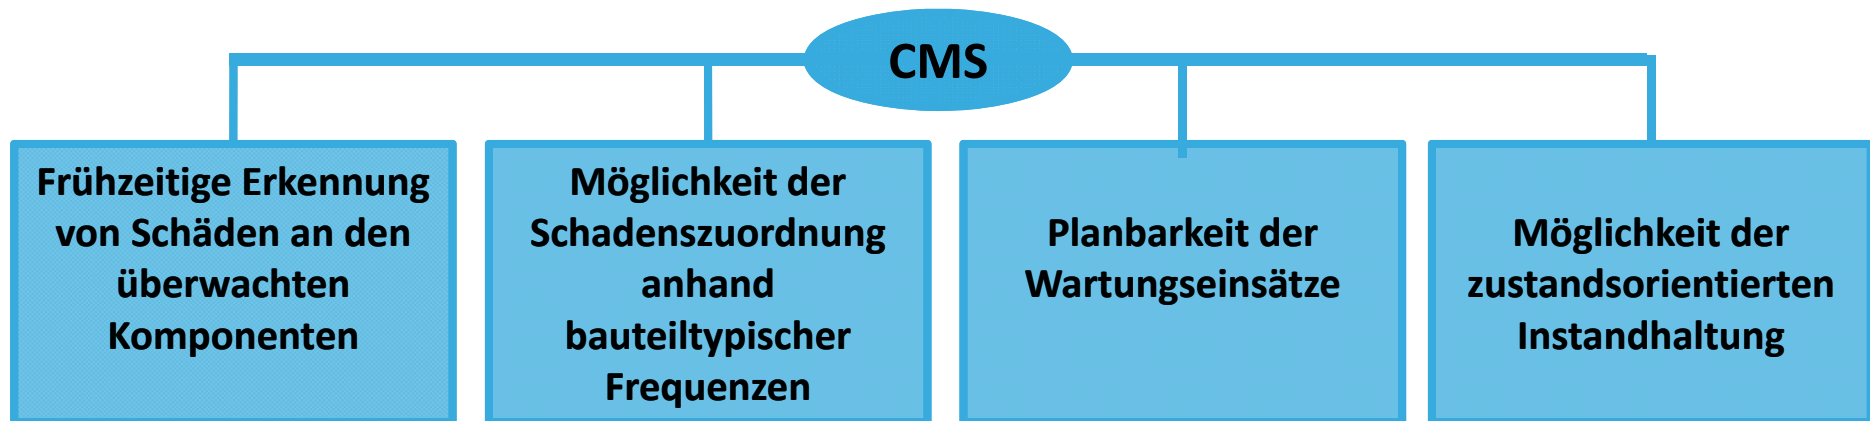 CMS
Frühzeitige Erkennung
von Schäden an den
überwachten
Komponenten
Möglichkeit der
Schadenszuordnung
anhand
bauteiltypischer
Frequenzen
Planbarkeit der
Wartungseinsätze
Möglichkeit der
zustandsorientierten
Instandhaltung